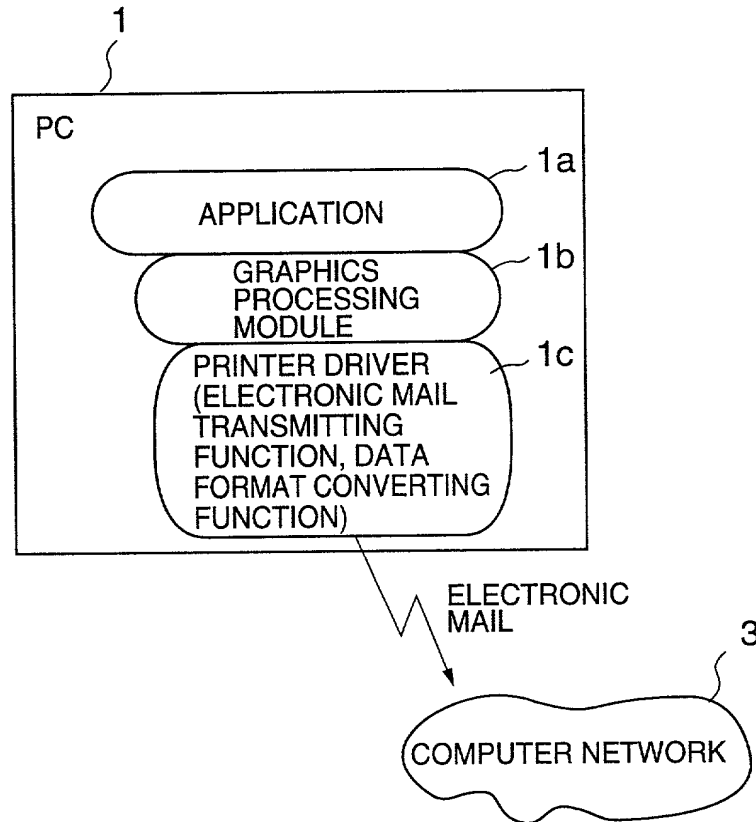 1
PC
1a
APPLICATION
1b
GRAPHICS
PROCESSING
MODULE
1c
PRINTER DRIVER
(ELECTRONIC MAIL
TRANSMITTING
FUNCTION, DATA
FORMAT CONVERTING
FUNCTION)
ELECTRONIC
MAIL
3
COMPUTER NETWORK